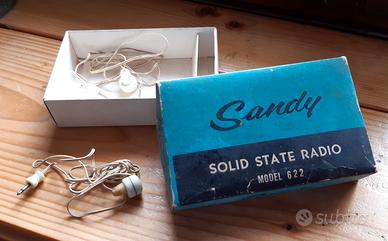 Sandy
SOLID STATE RADIO
MODEL 622
subito